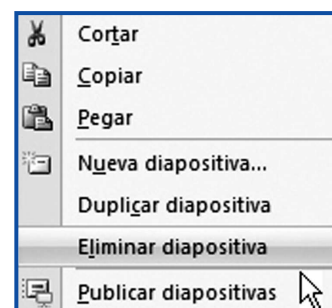 Cortar
Copiar
Pegar
Nueva diapositiva...
Duplicar diapositiva
Eliminar diapositiva
Publicar diapositivas